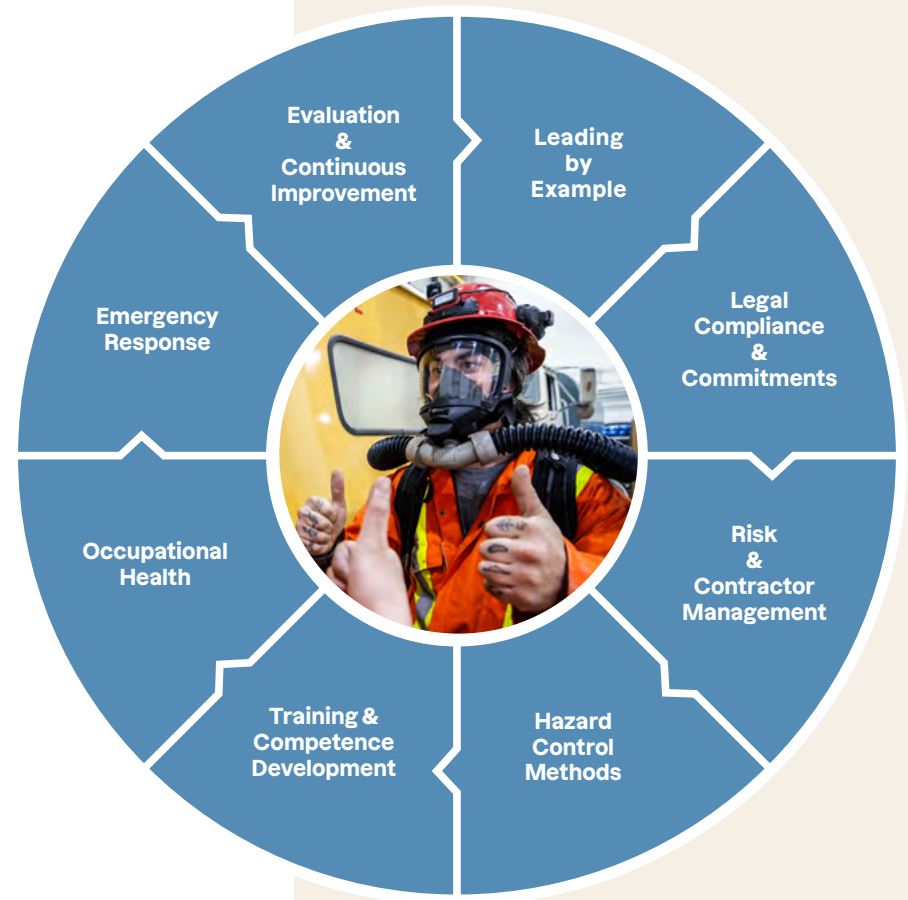 Evaluation
&
Continuous
Improvement
Leading
by
Example
Legal
Compliance
&
Commitments
Risk
&
Contractor
Management
Hazard
Control
Methods
Training &
Competence
Development
Occupational
Health
Emergency
Response